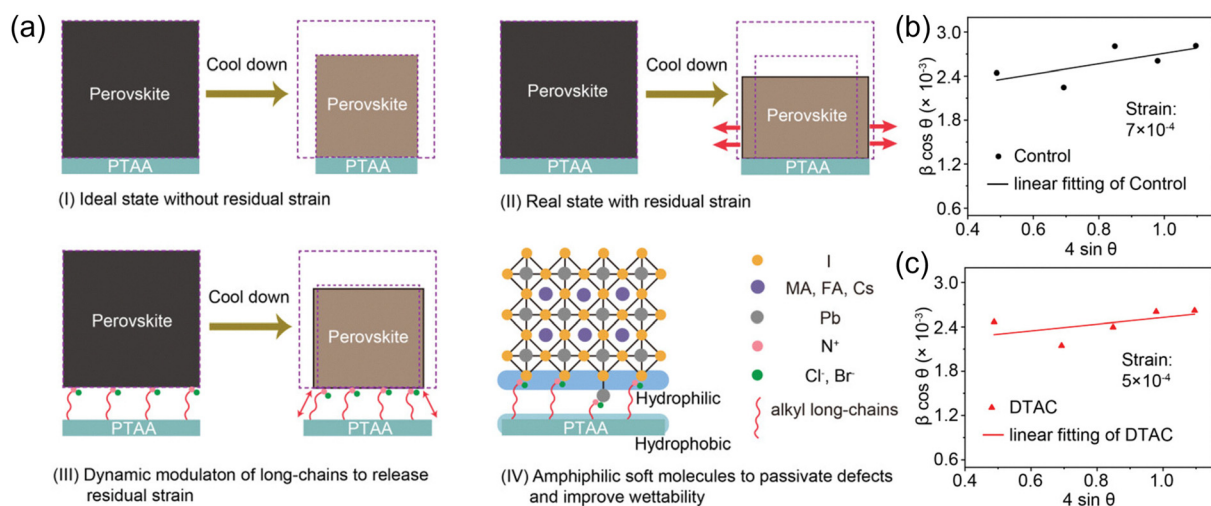 (a)
Perovskite
Cool down
PTAA
(I) Ideal state without residual strain
Perovskite
Cool down
Perovskite
PTAA
PTAA
(II) Real state with residual strain
Perovskite
Cool down
Perovskite
PTAA
PTAA
(III) Dynamic modulaton of long-chains to release
residual strain
I
MA, FA, Cs
Pb
N⁺
Cl⁻, Br⁻
alkyl long-chains
Hydrophilic
PTAA
Hydrophobic
(IV) Amphiphilic soft molecules to passivate defects
and improve wettability
(b)
β cos θ (× 10⁻³)
3.0
2.4
1.8
1.2
0.6
Strain:
7×10⁻⁴
Control
linear fitting of Control
0.4 0.6 0.8 1.0
4 sin θ
(c)
β cos θ (× 10⁻³)
3.0
2.4
1.8
1.2
0.6
Strain:
5×10⁻⁴
DTAC
linear fitting of DTAC
0.4 0.6 0.8 1.0
4 sin θ